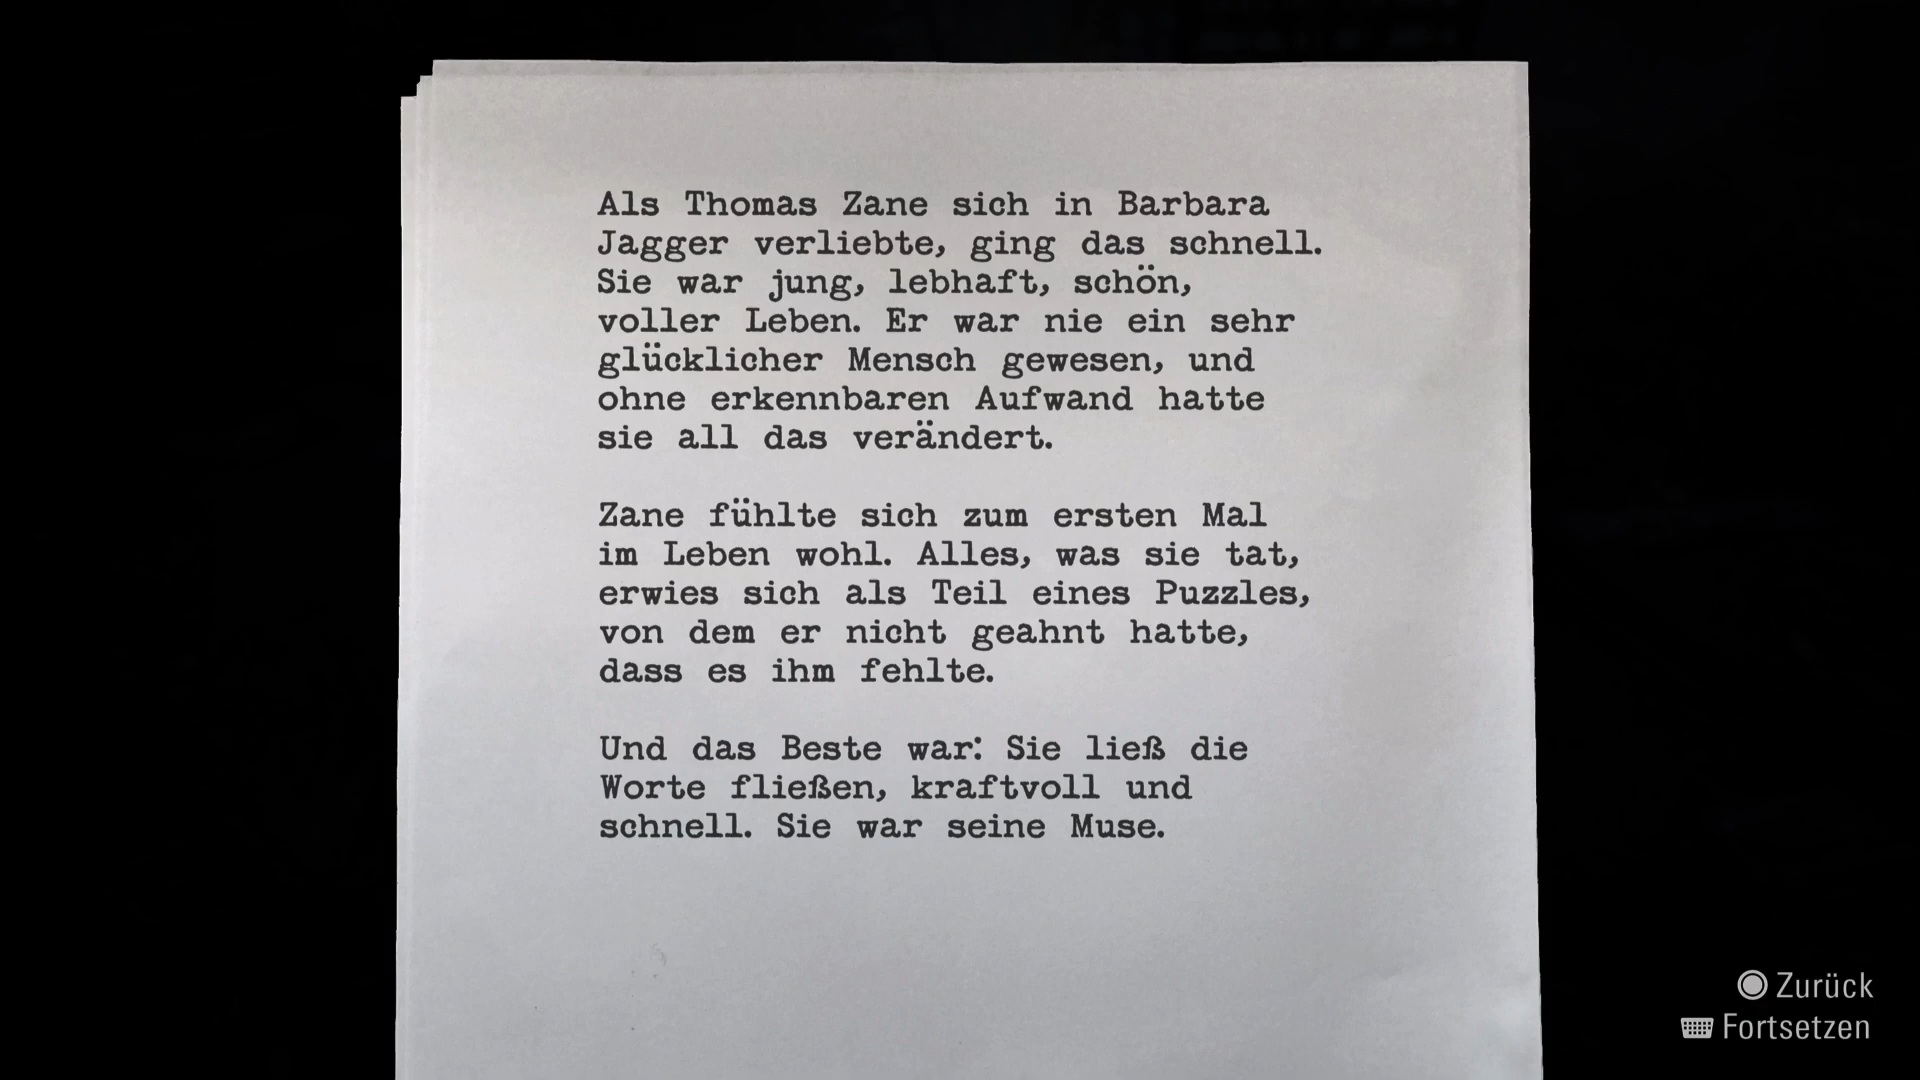 Als Thomas Zane sich in Barbara
Jagger verliebte, ging das schnell.
Sie war jung, lebhaft, schön,
voller Leben. Er war nie ein sehr
glücklicher Mensch gewesen, und
ohne erkennbaren Aufwand hatte
sie all das verändert.

Zane fühlte sich zum ersten Mal
im Leben wohl. Alles, was sie tat,
erwies sich als Teil eines Puzzles,
von dem er nicht geahnt hatte,
dass es ihm fehlte.

Und das Beste war: Sie ließ die
Worte fließen, kraftvoll und
schnell. Sie war seine Muse.

Zurück
Fortsetzen